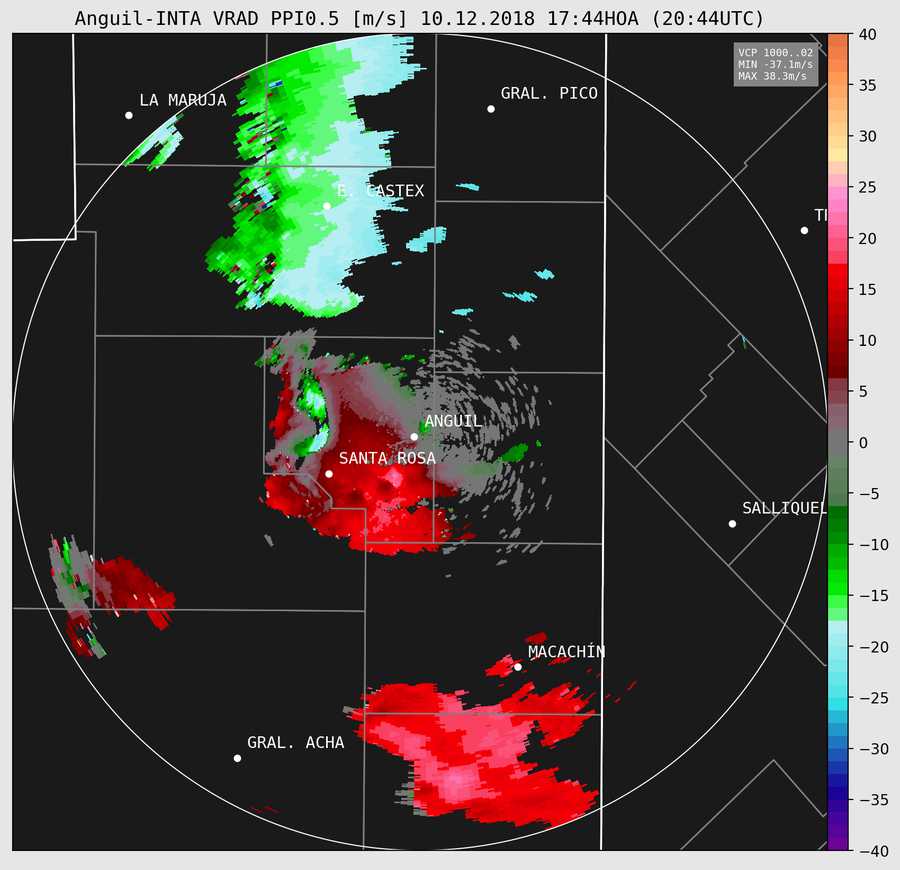 Anguil-INTA VRAD PPI0.5 [m/s] 10.12.2018 17:44HOA (20:44UTC)
VCP 1000..02
MIN -37.1m/s
MAX 38.3m/s
LA MARUJA
GRAL. PICO
E. CASTEX
TR
ANGUIL
SANTA ROSA
SALLIQUEL
MACACHÍN
GRAL. ACHA
40
35
30
25
20
15
10
5
0
−5
−10
−15
−20
−25
−30
−35
−40